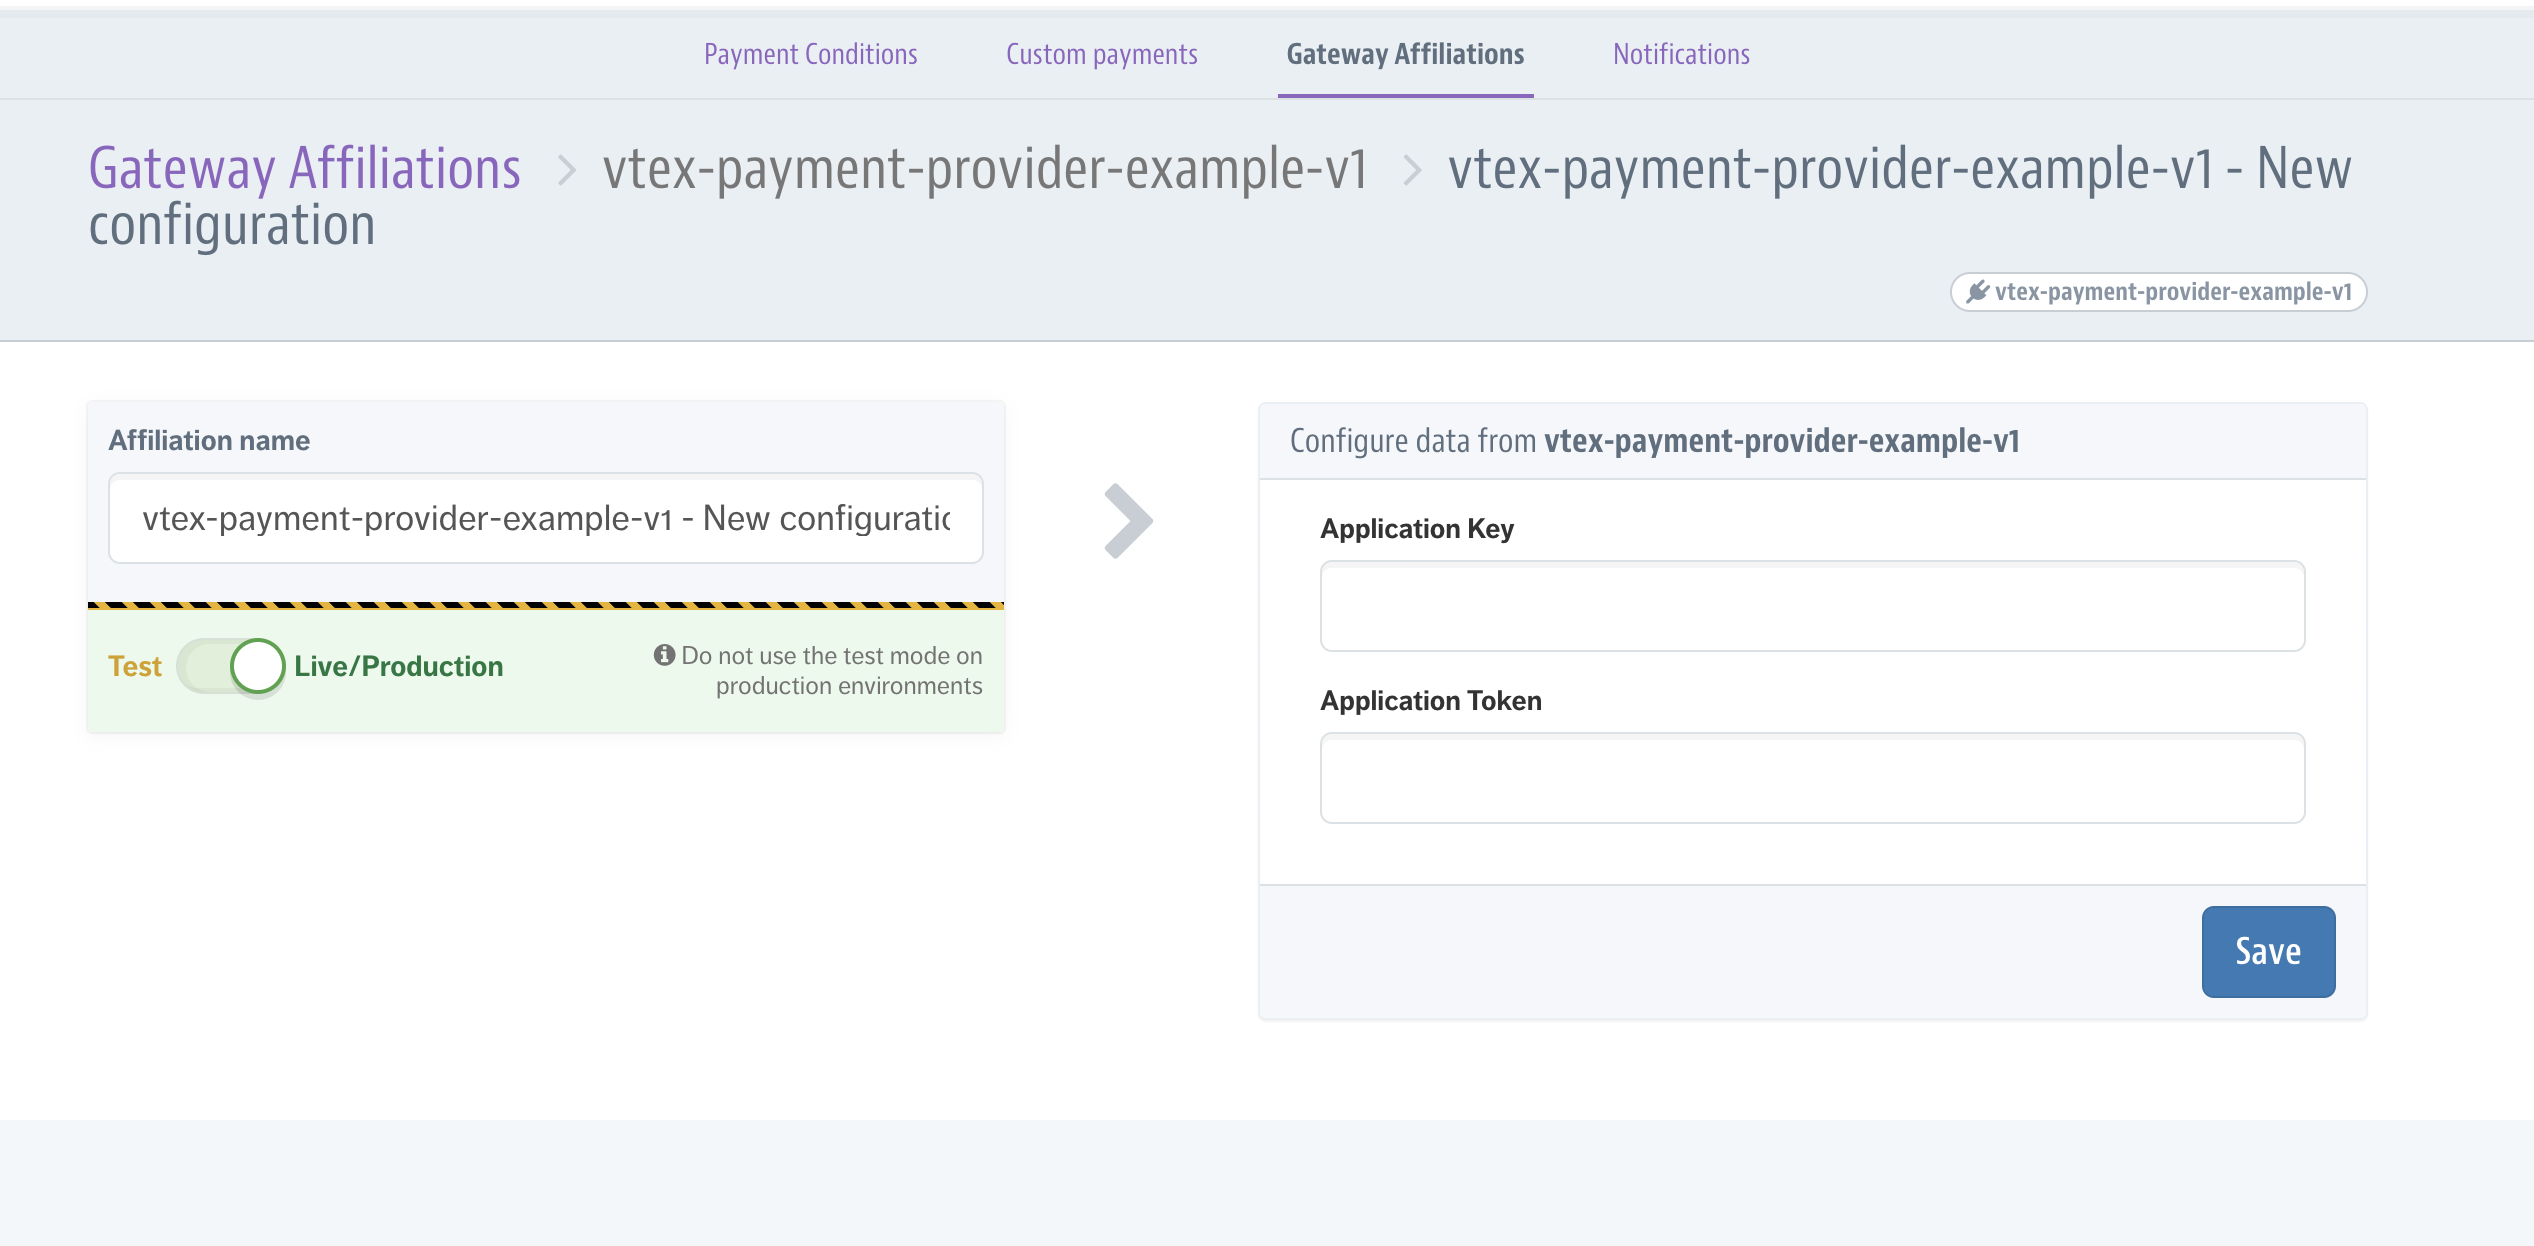 Payment Conditions Custom payments Gateway Affiliations Notifications
Gateway Affiliations > vtex-payment-provider-example-v1 > vtex-payment-provider-example-v1 - New
configuration
vtex-payment-provider-example-v1
Affiliation name
vtex-payment-provider-example-v1 - New configuratic
Test Live/Production
Do not use the test mode on
production environments
Configure data from vtex-payment-provider-example-v1
Application Key
Application Token
Save